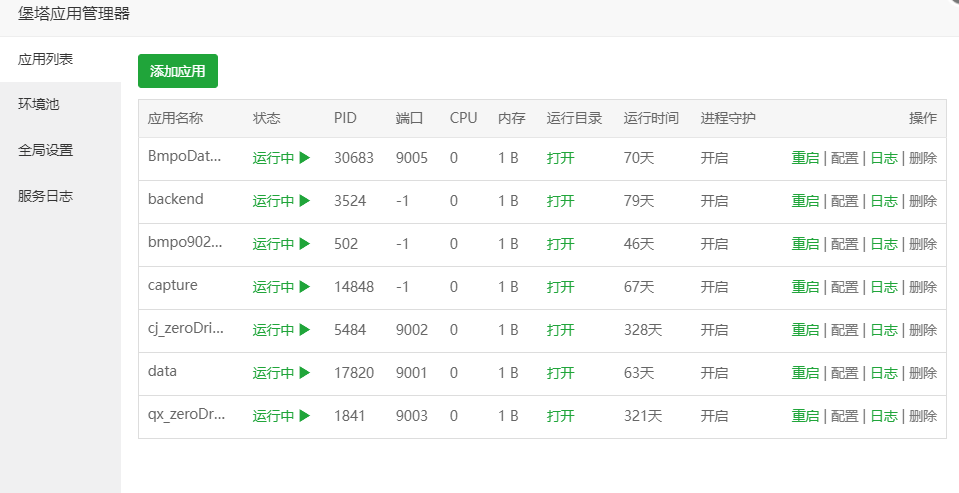 堡塔应用管理器
应用列表
环境池
全局设置
服务日志
添加应用
应用名称 状态 PID 端口 CPU 内存 运行目录 运行时间 进程守护 操作
BmpoDat... 运行中 30683 9005 0 1 B 打开 70天 开启 重启 | 配置 | 日志 | 删除
backend 运行中 3524 -1 0 1 B 打开 79天 开启 重启 | 配置 | 日志 | 删除
bmpo902... 运行中 502 -1 0 1 B 打开 46天 开启 重启 | 配置 | 日志 | 删除
capture 运行中 14848 -1 0 1 B 打开 67天 开启 重启 | 配置 | 日志 | 删除
cj_zeroDri... 运行中 5484 9002 0 1 B 打开 328天 开启 重启 | 配置 | 日志 | 删除
data 运行中 17820 9001 0 1 B 打开 63天 开启 重启 | 配置 | 日志 | 删除
qx_zeroDr... 运行中 1841 9003 0 1 B 打开 321天 开启 重启 | 配置 | 日志 | 删除